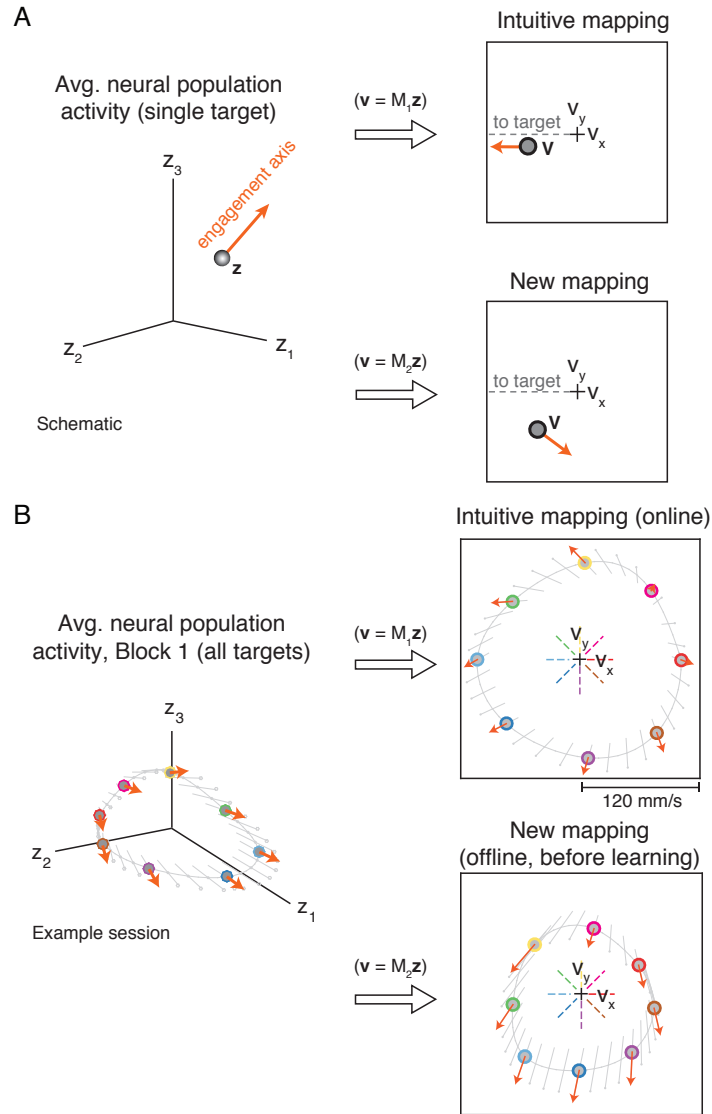 A
Avg. neural population
activity (single target)
z3
engagement axis
z
z2
z1
Schematic
(v = M1z)
Intuitive mapping
to target
Vy
Vx
v
(v = M2z)
New mapping
to target
Vy
Vx
v
B
Avg. neural population
activity, Block 1 (all targets)
z3
z2
z1
Example session
(v = M1z)
Intuitive mapping (online)
Vy
Vx
120 mm/s
(v = M2z)
New mapping
(offline, before learning)
Vy
Vx